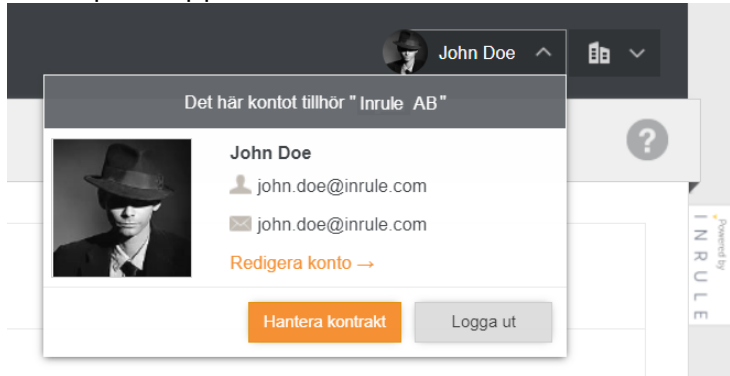 John Doe
Det här kontot tillhör "Inrule AB"
?
John Doe
john.doe@inrule.com
john.doe@inrule.com
Redigera konto →
Hantera kontrakt
Logga ut
Powered by
INRULE